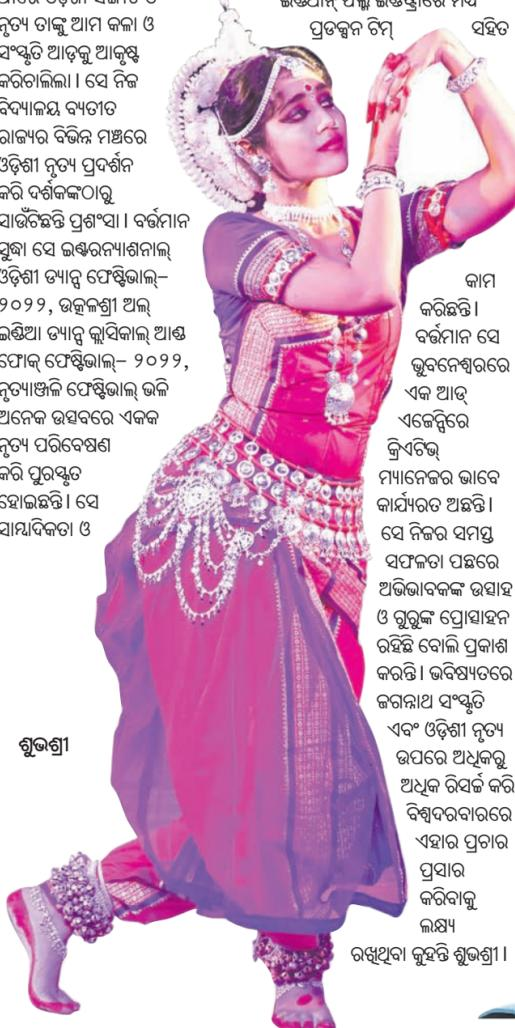 ନୃତ୍ୟ ତାଙ୍କୁ ଆମ କଳା ଓ
ସଂସ୍କୃତି ଆଡ଼କୁ ଆକୃଷ୍ଟ
କରିଚାଲିଲା । ସେ ନିଜ
ବିଦ୍ୟାଳୟ ବ୍ୟତୀତ
ରାଜ୍ୟର ବିଭିନ୍ନ ମଞ୍ଚରେ
ଓଡ଼ିଶୀ ନୃତ୍ୟ ପ୍ରଦର୍ଶନ
କରି ଦର୍ଶକଙ୍କଠାରୁ
ସାଉଁଟିଛନ୍ତି ପ୍ରଶଂସା । ବର୍ତ୍ତମାନ
ସୁଦ୍ଧା ସେ ଇଣ୍ଟରନ୍ୟାଶନାଲ୍
ଓଡ଼ିଶୀ ଡ୍ୟାନ୍ସ ଫେଷ୍ଟିଭାଲ୍–
୨୦୨୨, ଉତ୍କଳଶ୍ରୀ ଅଲ୍
ଇଣ୍ଡିଆ ଡ୍ୟାନ୍ସ କ୍ଲାସିକାଲ୍ ଆଣ୍ଡ
ଫୋକ୍ ଫେଷ୍ଟିଭାଲ୍– ୨୦୨୨,
ନୃତ୍ୟାଞ୍ଜଳି ଫେଷ୍ଟିଭାଲ୍ ଭଳି
ଅନେକ ଉତ୍ସବରେ ଏକକ
ନୃତ୍ୟ ପରିବେଷଣ
କରି ପୁରସ୍କୃତ
ହୋଇଛନ୍ତି । ସେ
ସାମ୍ବାଦିକତା ଓ
ପ୍ରଡକ୍ସନ ଟିମ୍ ସହିତ
କାମ
କରିଛନ୍ତି ।
ବର୍ତ୍ତମାନ ସେ
ଭୁବନେଶ୍ୱରରେ
ଏକ ଆଡ୍
ଏଜେନ୍ସିରେ
କ୍ରିଏଟିଭ୍
ମ୍ୟାନେଜର ଭାବେ
କାର୍ଯ୍ୟରତ ଅଛନ୍ତି ।
ସେ ନିଜର ସମସ୍ତ
ସଫଳତା ପଛରେ
ଅଭିଭାବକଙ୍କ ଉତ୍ସାହ
ଓ ଗୁରୁଙ୍କ ପ୍ରୋତ୍ସାହନ
ରହିଛି ବୋଲି ପ୍ରକାଶ
କରନ୍ତି । ଭବିଷ୍ୟତରେ
ଜଗନ୍ନାଥ ସଂସ୍କୃତି
ଏବଂ ଓଡ଼ିଶୀ ନୃତ୍ୟ
ଉପରେ ଅଧିକରୁ
ଅଧିକ ରିସର୍ଚ୍ଚ କରି
ବିଶ୍ୱଦରବାରରେ
ଏହାର ପ୍ରଚାର
ପ୍ରସାର
କରିବାକୁ
ଲକ୍ଷ୍ୟ
ରଖିଥିବା କୁହନ୍ତି ଶୁଭଶ୍ରୀ ।
ଶୁଭଶ୍ରୀ